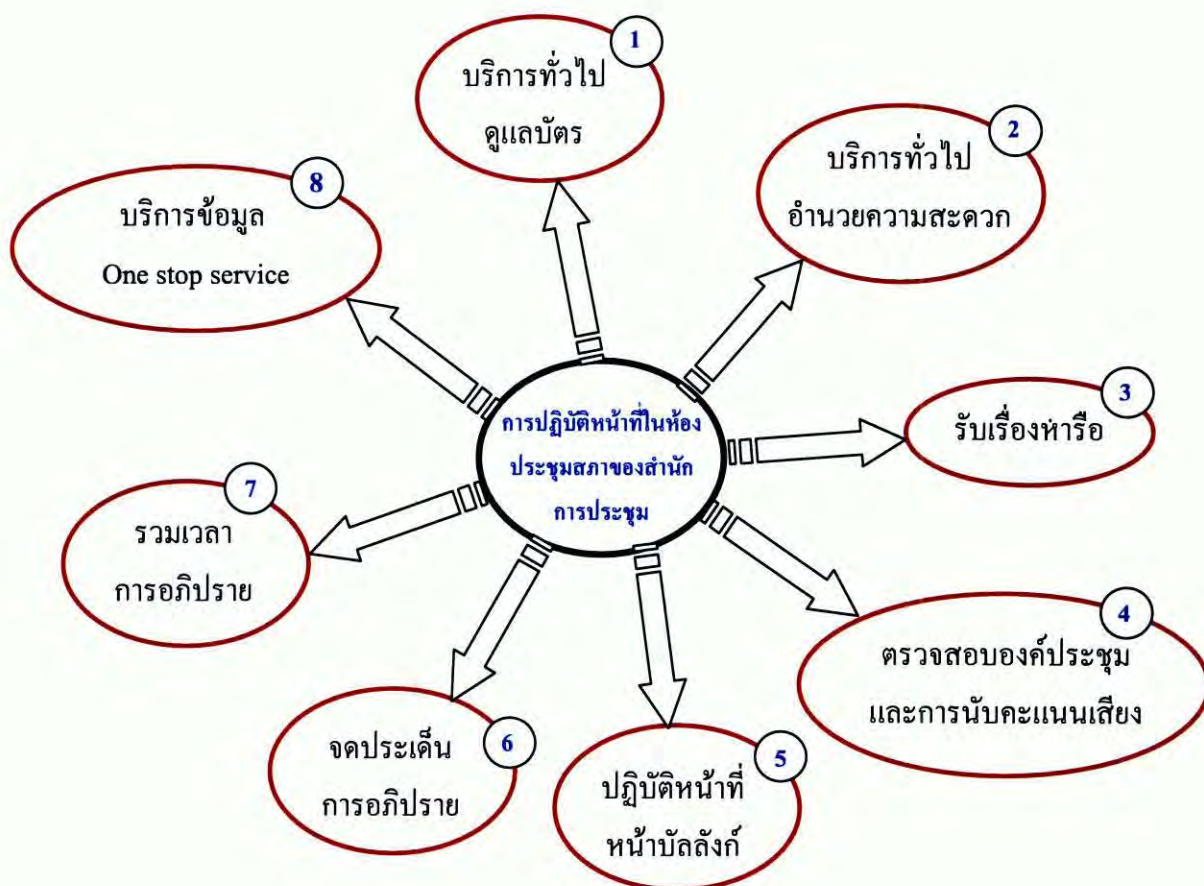 การปฏิบัติหน้าที่ในห้อง
ประชุมสภาของสำนัก
การประชุม
1
บริการทั่วไป
ดูแลบัตร
2
บริการทั่วไป
อำนวยความสะดวก
3
รับเรื่องหารือ
4
ตรวจสอบองค์ประชุม
และการนับคะแนนเสียง
5
ปฏิบัติหน้าที่
หน้าบัลลังก์
6
จดประเด็น
การอภิปราย
7
รวมเวลา
การอภิปราย
8
บริการข้อมูล
One stop service